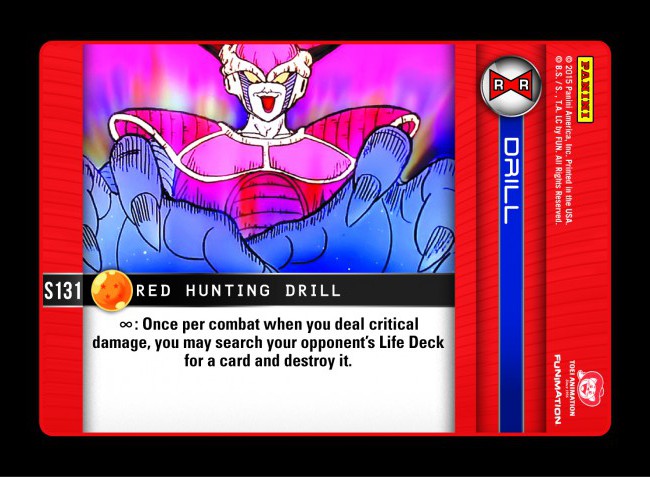 S131 RED HUNTING DRILL
∞: Once per combat when you deal critical
damage, you may search your opponent's Life Deck
for a card and destroy it.
R R
DRILL
PANINI
© 2015 Panini America, Inc. Printed in the USA.
© B.S. / S., T.A. LC by FUN. All Rights Reserved.
TOEI ANIMATION
FUNIMATION